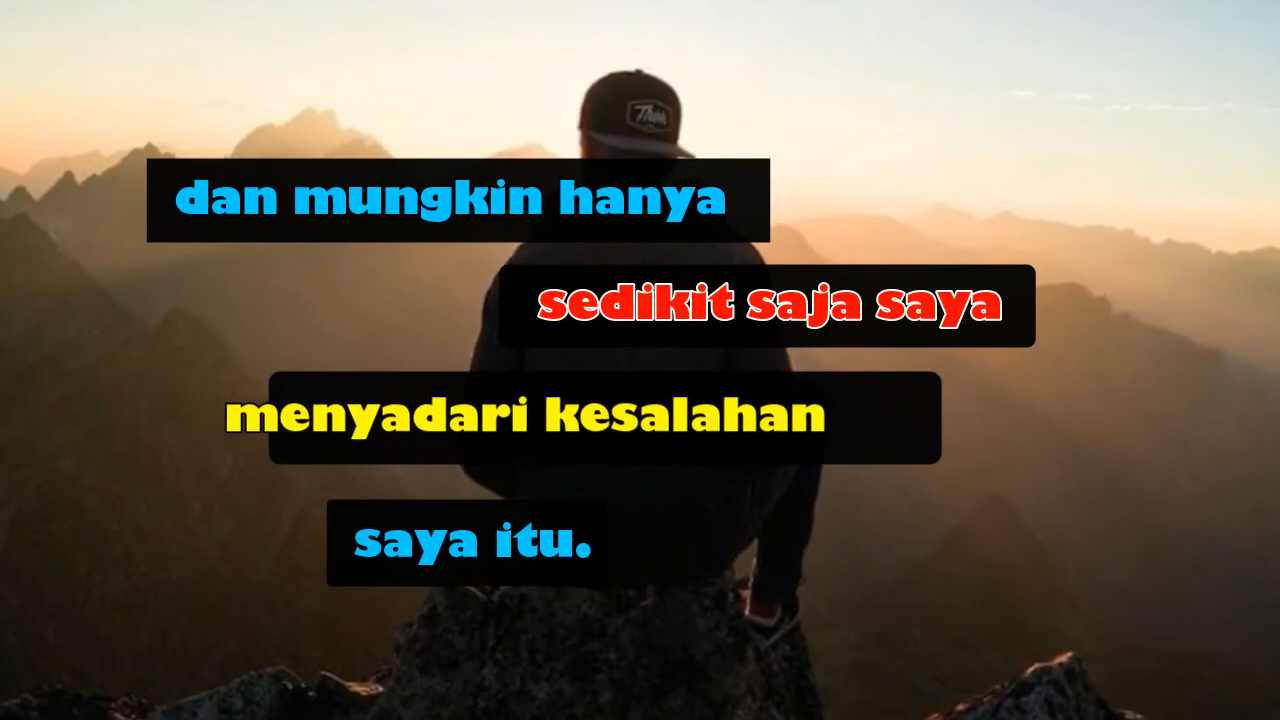 dan mungkin hanya
sedikit saja saya
menyadari kesalahan
saya itu.